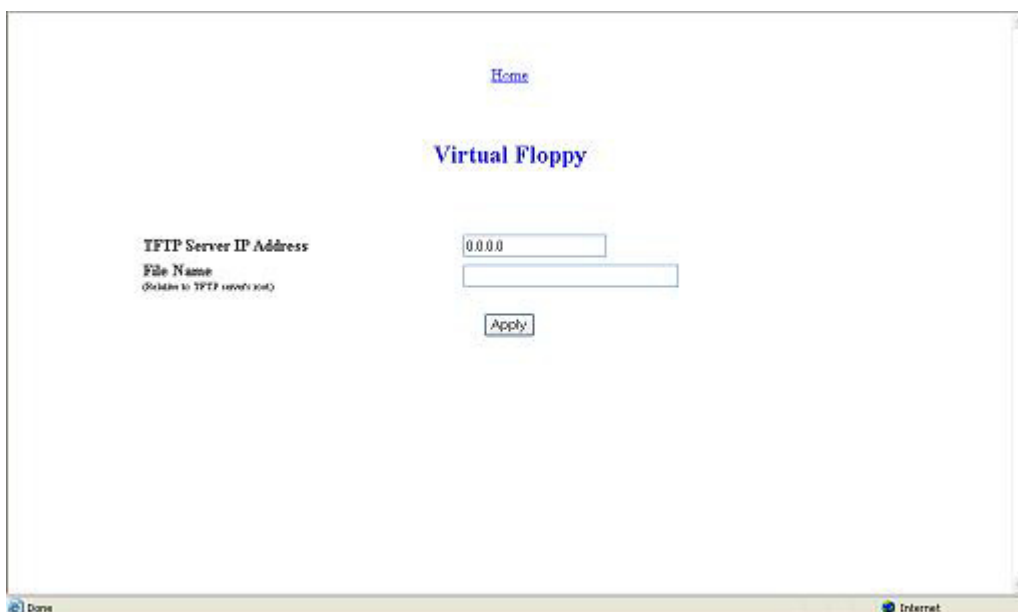 Home
Virtual Floppy
TFTP Server IP Address
0.0.0.0
File Name
(Relative to TFTP server's root)
Apply
Done
Internet